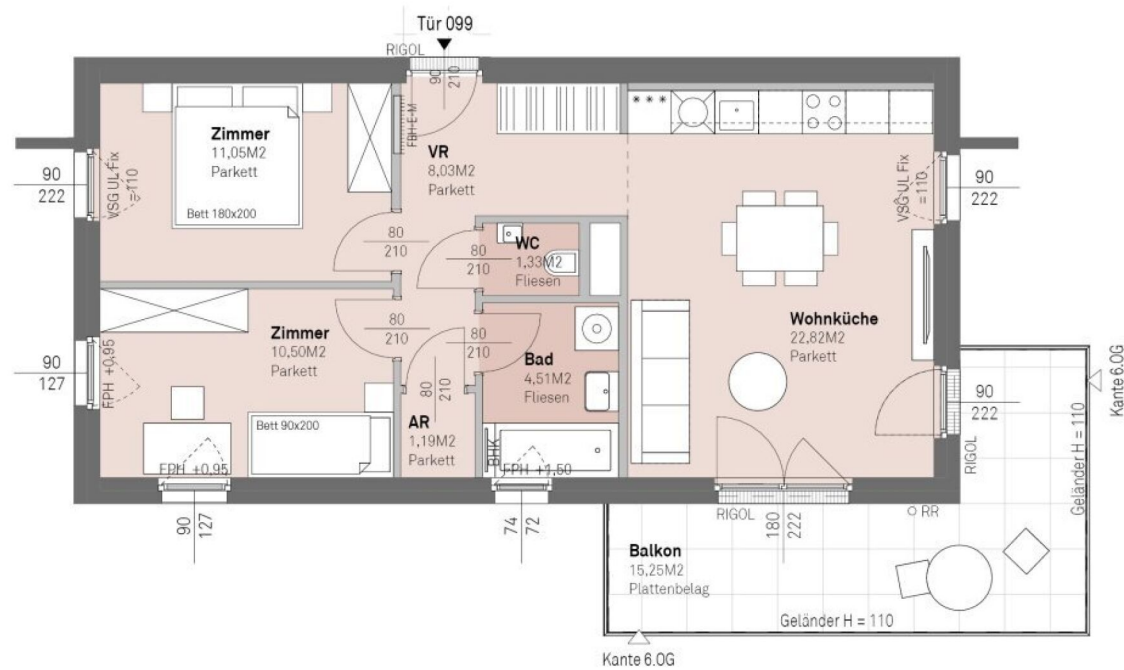 Tür 099
RIGOL
90
210
FBH-E-M
Zimmer
11,05M2
Parkett
VR
8,03M2
Parkett
***
90
222
VSG UL Fix
=110
Bett 180x200
80
210
WC
1,33M2
Fliesen
80
210
VSG UL Fix
=110
90
222
Zimmer
10,50M2
Parkett
80
210
80
210
Bad
4,51M2
Fliesen
Wohnküche
22,82M2
Parkett
90
127
FPH +0,95
80
210
AR
1,19M2
Parkett
Bett 90x200
FPH +0,95
BHK
FPH +1,50
90
222
RIGOL
Kante 6.OG
Geländer H = 110
90
127
74
72
RIGOL
180
222
RR
Balkon
15,25M2
Plattenbelag
Geländer H = 110
Kante 6.OG